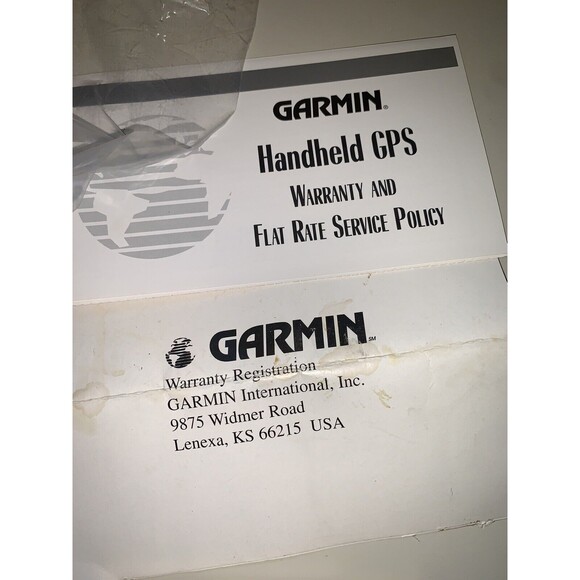 GARMIN®
Handheld GPS
WARRANTY AND
FLAT RATE SERVICE POLICY
GARMIN℠
Warranty Registration
GARMIN International, Inc.
9875 Widmer Road
Lenexa, KS 66215 USA